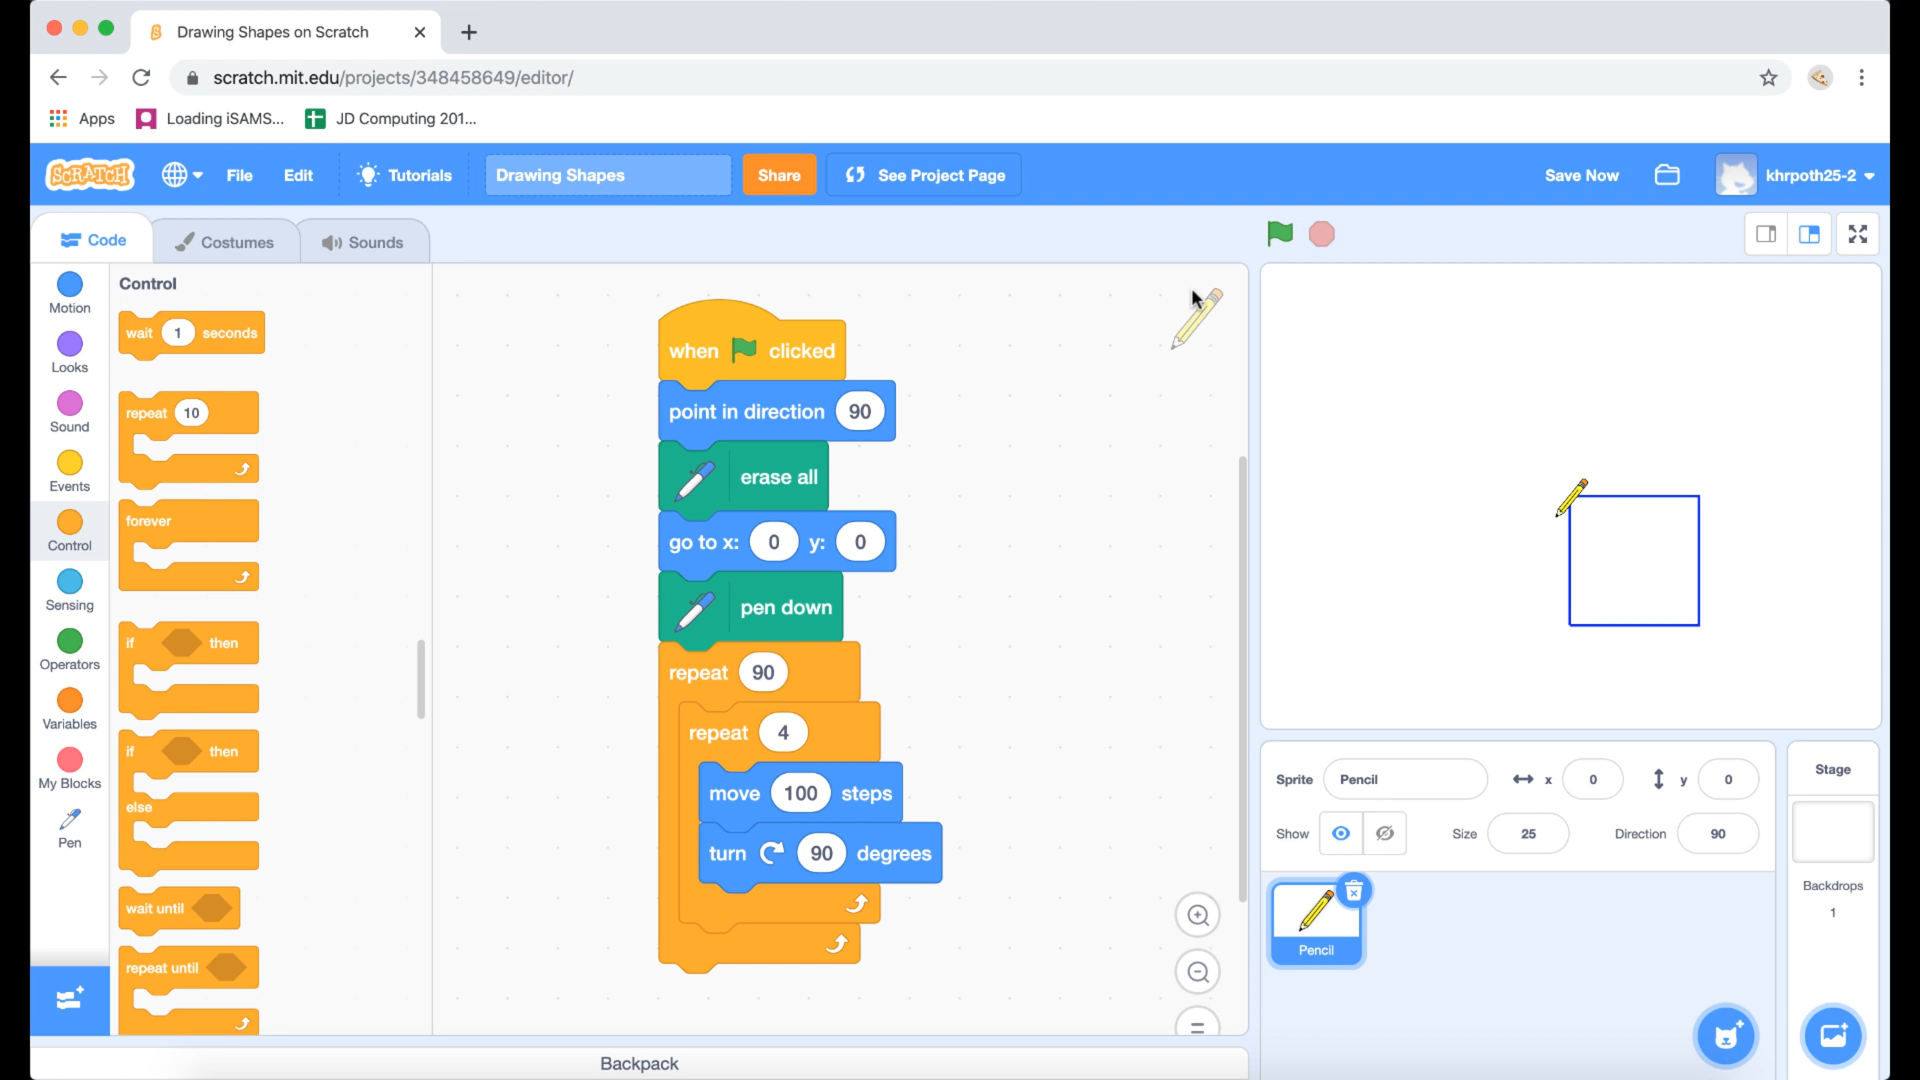 Drawing Shapes on Scratch
scratch.mit.edu/projects/348458649/editor/
Apps
Loading iSAMS...
JD Computing 201...
SCRATCH
File
Edit
Tutorials
Drawing Shapes
Share
See Project Page
Save Now
khrpoth25-2
Code
Costumes
Sounds
Motion
Looks
Sound
Events
Control
Sensing
Operators
Variables
My Blocks
Pen
Control
wait 1 seconds
repeat 10
forever
if then
if then
else
wait until
repeat until
when clicked
point in direction 90
erase all
go to x: 0 y: 0
pen down
repeat 90
repeat 4
move 100 steps
turn 90 degrees
Backpack
Sprite Pencil x 0 y 0
Show Size 25 Direction 90
Pencil
Stage
Backdrops
1